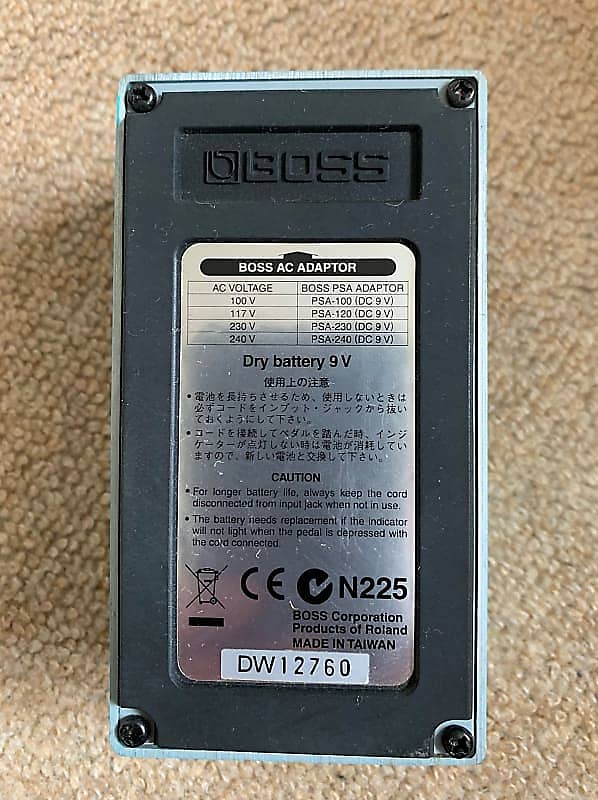 BOSS
BOSS AC ADAPTOR
AC VOLTAGE BOSS PSA ADAPTOR
100 V PSA-100 (DC 9 V)
117 V PSA-120 (DC 9 V)
230 V PSA-230 (DC 9 V)
240 V PSA-240 (DC 9 V)
Dry battery 9 V
使用上の注意
•電池を長持ちさせるため、使用しないときは
必ずコードをインプット・ジャックから抜い
ておくようにして下さい。
•コードを接続してペダルを踏んだ時、インジ
ケーターが点灯しない時は電池が消耗してい
ますので、新しい電池と交換して下さい。
CAUTION
•For longer battery life, always keep the cord
disconnected from input jack when not in use.
•The battery needs replacement if the indicator
will not light when the pedal is depressed with
the cord connected.
CE N225
BOSS Corporation
Products of Roland
MADE IN TAIWAN
DW12760